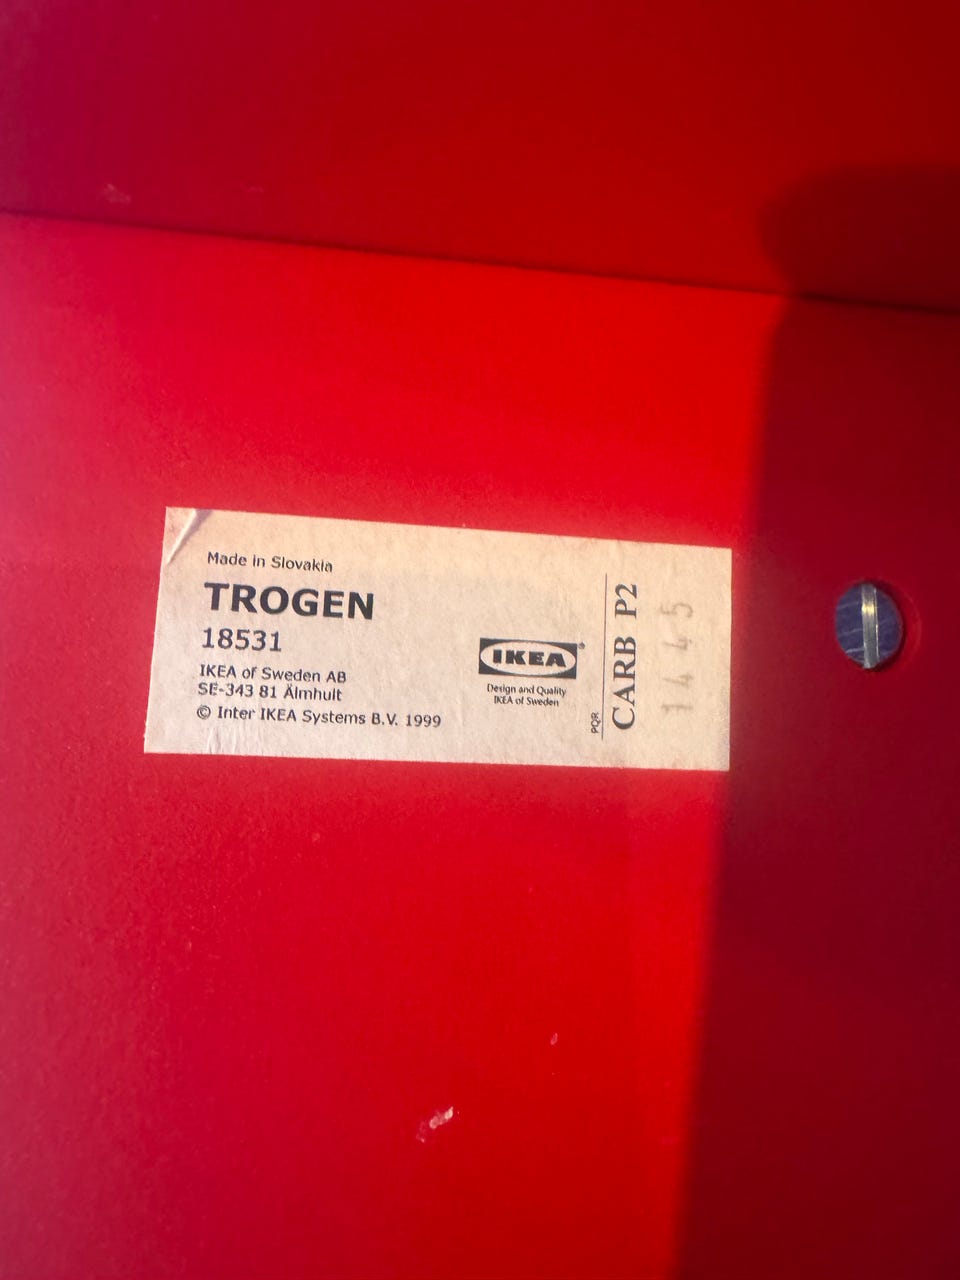 Made in Slovakia
TROGEN
18531
IKEA of Sweden AB
SE-343 81 Älmhult
© Inter IKEA Systems B.V. 1999
IKEA®
Design and Quality
IKEA of Sweden
PQR
CARB P2
1445